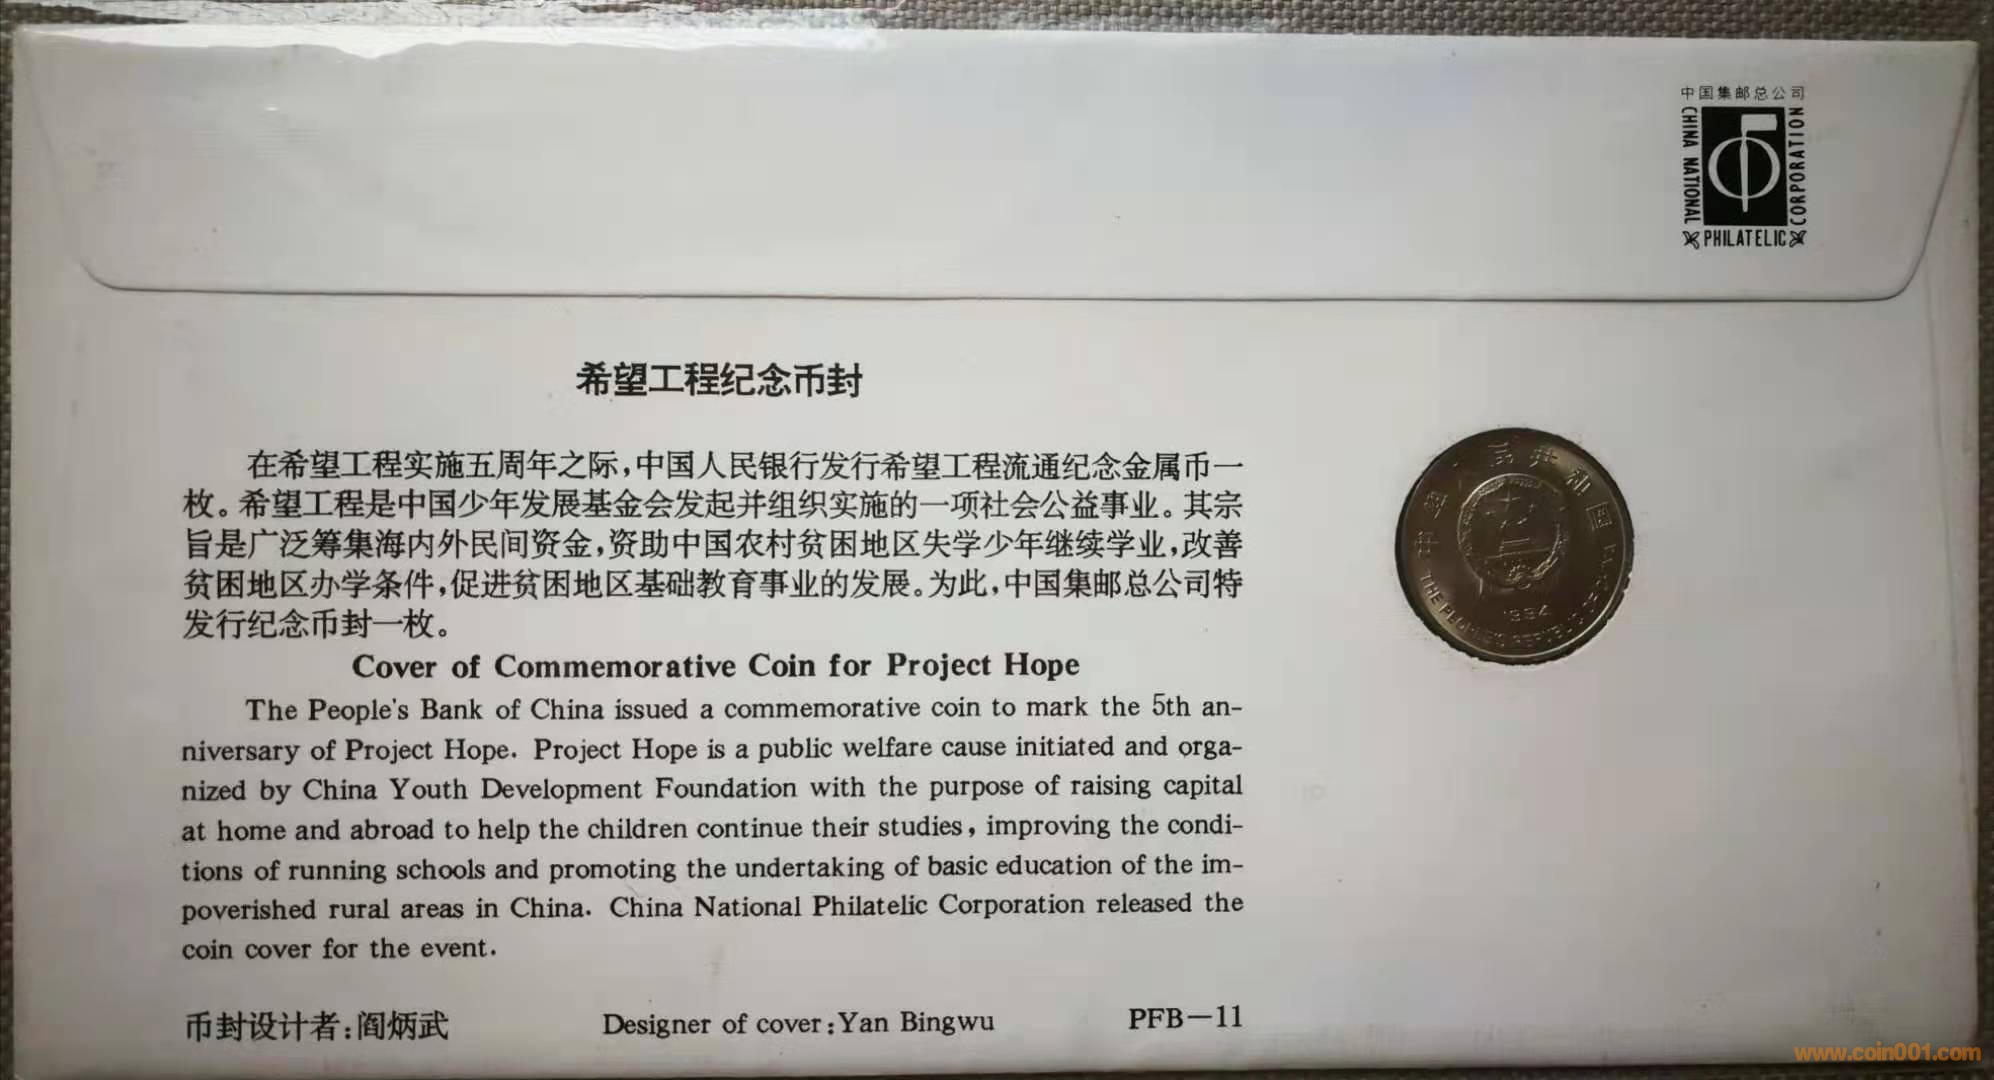 中国集邮总公司
CHINA NATIONAL
PHILATELIC
CORPORATION
希望工程纪念币封
在希望工程实施五周年之际,中国人民银行发行希望工程流通纪念金属币一
枚。希望工程是中国少年发展基金会发起并组织实施的一项社会公益事业。其宗
旨是广泛筹集海内外民间资金,资助中国农村贫困地区失学少年继续学业,改善
贫困地区办学条件,促进贫困地区基础教育事业的发展。为此,中国集邮总公司特
发行纪念币封一枚。
Cover of Commemorative Coin for Project Hope
The People's Bank of China issued a commemorative coin to mark the 5th an-
niversary of Project Hope. Project Hope is a public welfare cause initiated and orga-
nized by China Youth Development Foundation with the purpose of raising capital
at home and abroad to help the children continue their studies, improving the condi-
tions of running schools and promoting the undertaking of basic education of the im-
poverished rural areas in China. China National Philatelic Corporation released the
coin cover for the event.
币封设计者:阎炳武 Designer of cover:Yan Bingwu PFB—11
中华人民共和国
1994
THE PEOPLE'S REPUBLIC OF CHINA
www.coin001.com